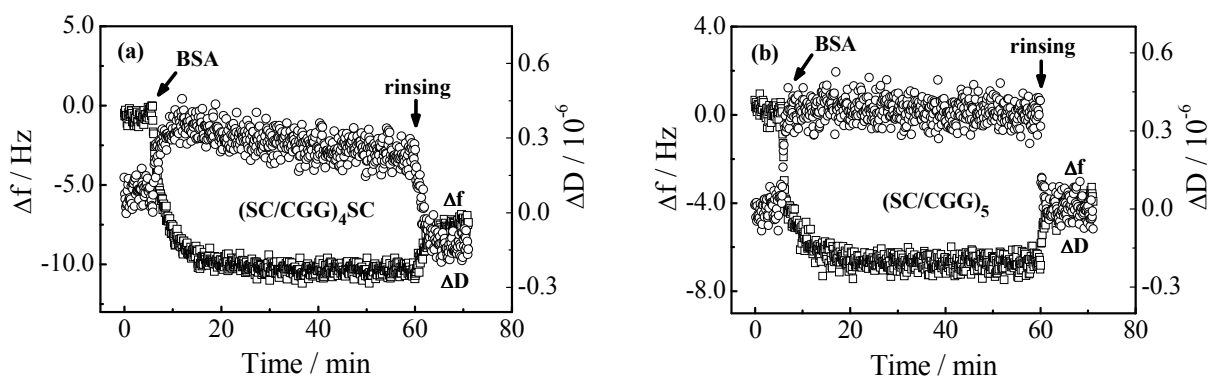 (a)
BSA
rinsing
(SC/CGG)₄SC
Δf
ΔD
5.0
0.0
-5.0
-10.0
Δf / Hz
0.6
0.3
0.0
-0.3
ΔD / 10⁻⁶
0 20 40 60 80
Time / min
(b)
BSA
rinsing
(SC/CGG)₅
Δf
ΔD
4.0
0.0
-4.0
-8.0
Δf / Hz
0.6
0.3
0.0
-0.3
ΔD / 10⁻⁶
0 20 40 60 80
Time / min